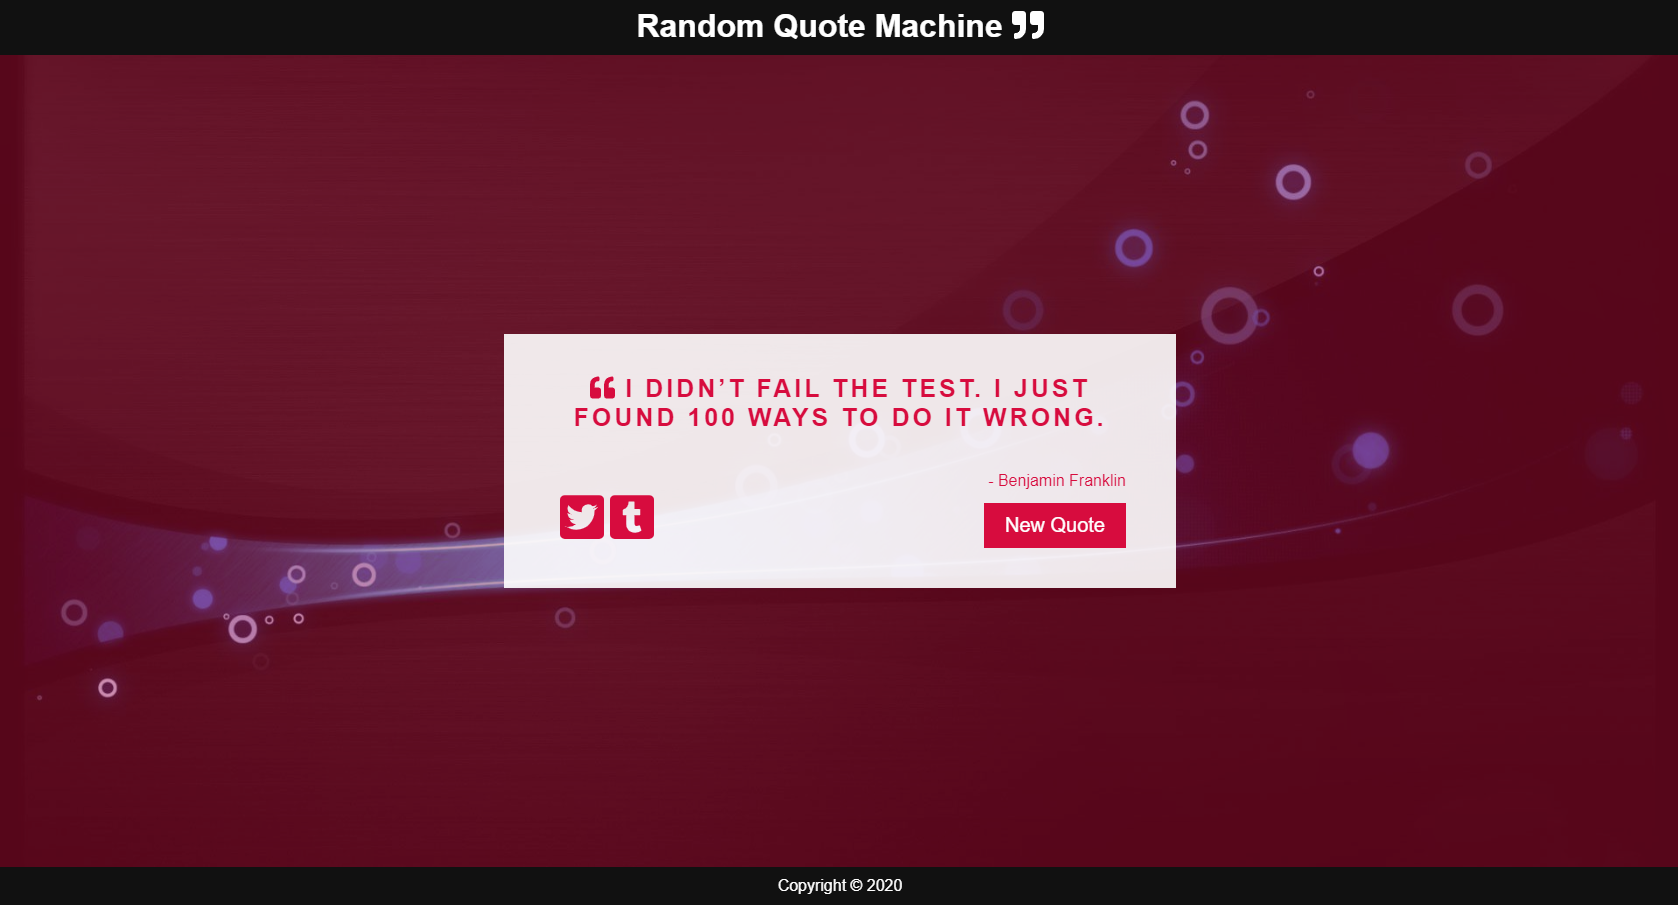 Random Quote Machine
I DIDN’T FAIL THE TEST. I JUST
FOUND 100 WAYS TO DO IT WRONG.
- Benjamin Franklin
New Quote
Copyright © 2020